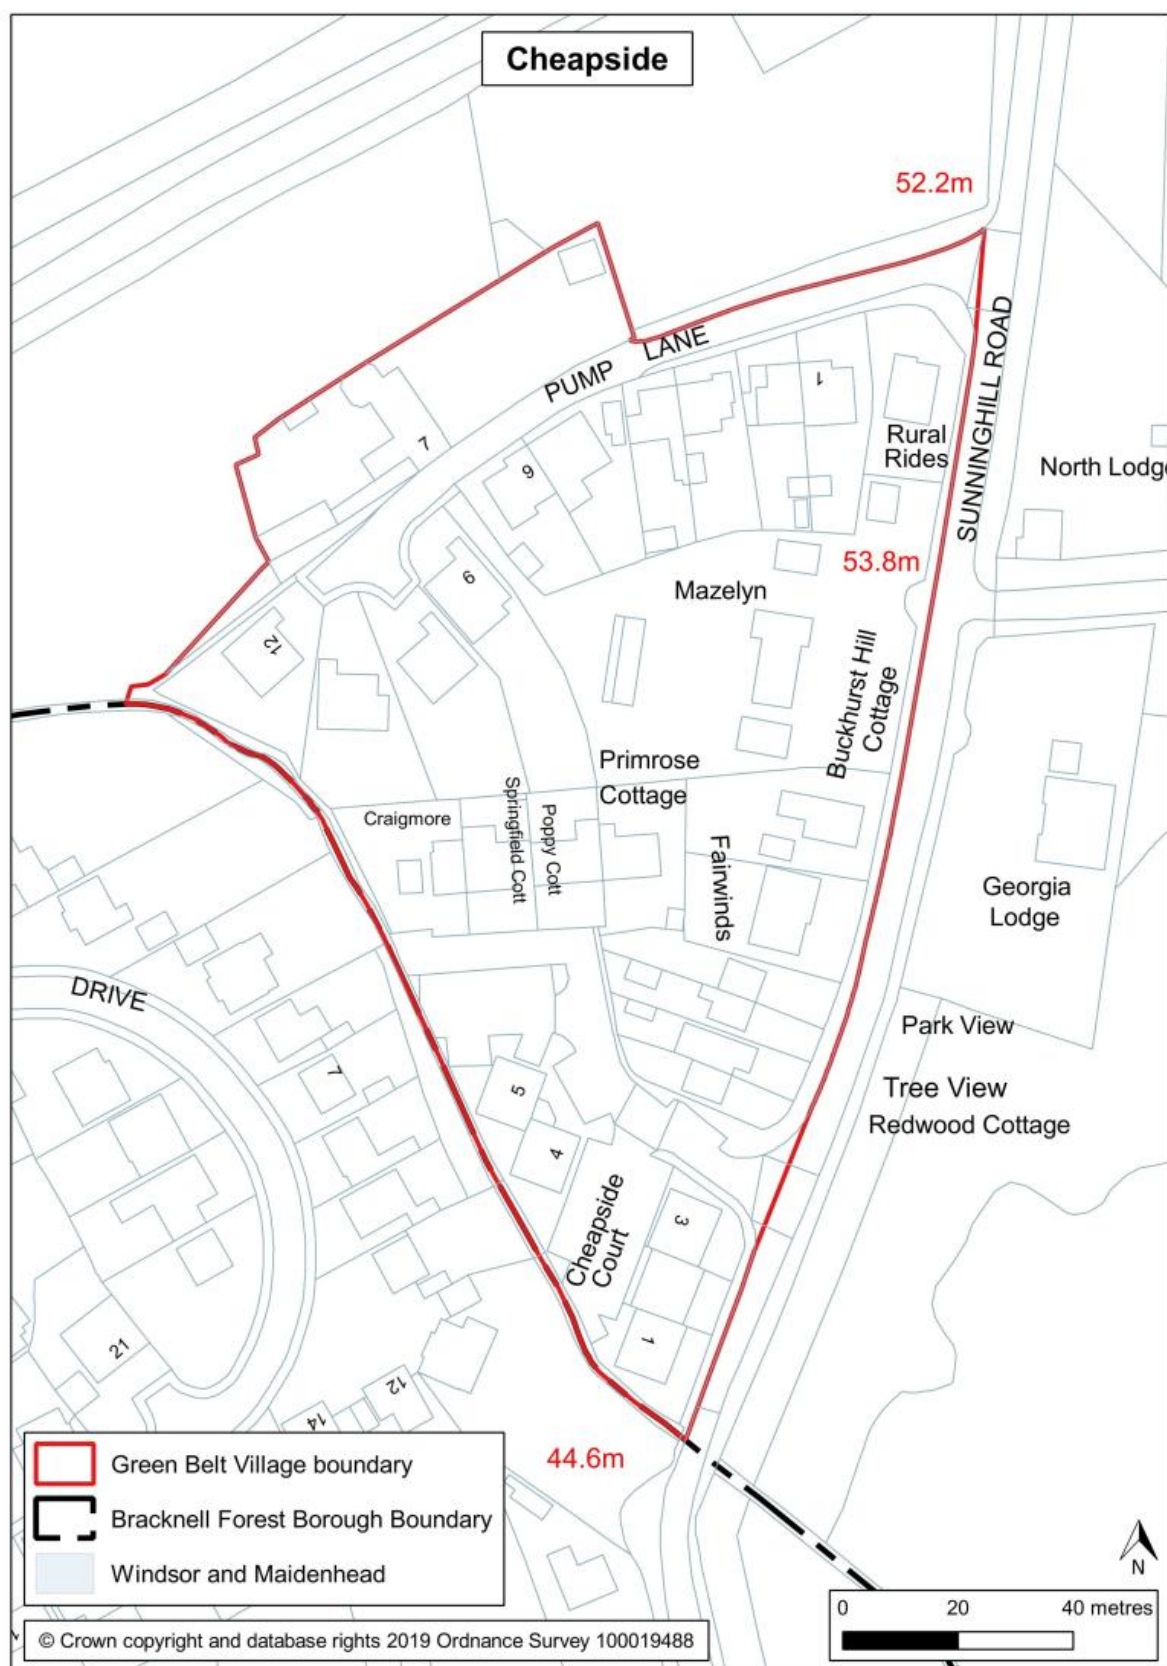 Cheapside
52.2m
PUMP LANE
SUNNINGHILL ROAD
1
Rural
Rides
7
9
North Lodge
53.8m
Mazelyn
6
12
Buckhurst Hill
Cottage
Primrose
Cottage
Craigmore
Springfield Cott
Poppy Cott
Fairwinds
Georgia
Lodge
DRIVE
Park View
7
5
Tree View
Redwood Cottage
4
Cheapside
Court
3
1
21
12
14
44.6m
Green Belt Village boundary
Bracknell Forest Borough Boundary
Windsor and Maidenhead
N
0 20 40 metres
© Crown copyright and database rights 2019 Ordnance Survey 100019488